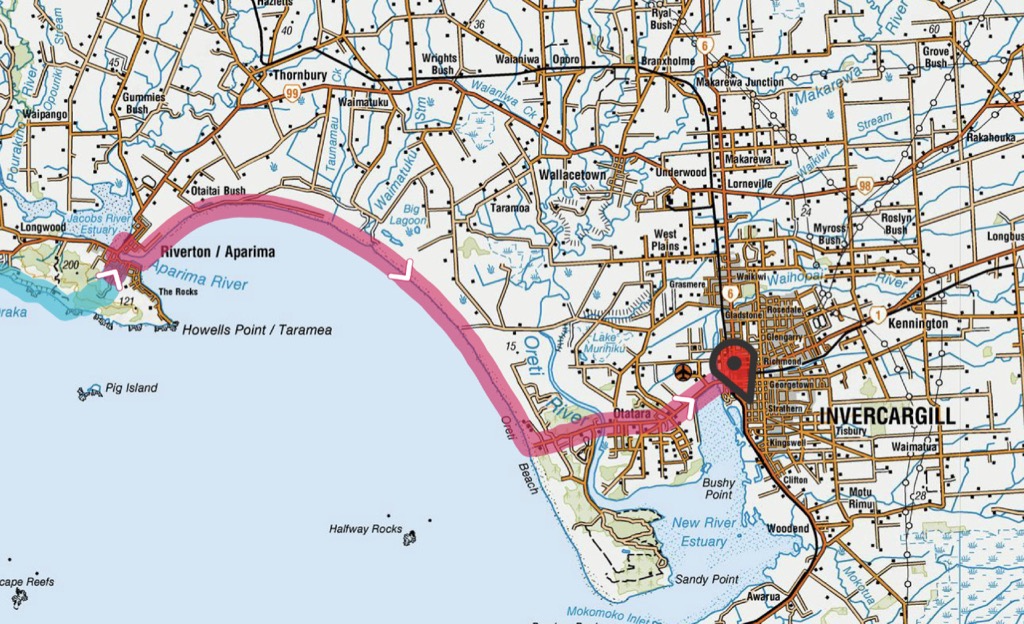 Hazletts
40
36
Ryal
Bush
River
60
Grove
Bush
Stream
River
Opouriki
45
Thornbury
Wrights
Bush
Waianiwa
Oporo
Branxholme
6
Makarewa Junction
Makarewa
Gummies
Bush
Waipango
99
Waimatuku
Ck
Stm
Waianiwa
Ck
Stream
Rakahouka
Pourakino
Taunamau
Waimatuku
Makarewa
Waikiwi
Wallacetown
Underwood
Lorneville
98
24
Otaitai Bush
Jacobs River
Estuary
Big
Lagoon
Taramoa
West
Plains
Myross
Bush
Roslyn
Bush
Longwood
200
Riverton / Aparima
Aparima River
Longbus
121
The Rocks
Grasmere
Waikiwi
Waihopai
River
6
Rosedale
Gladstone
1
Kennington
raka
Howells Point / Taramea
15
Oreti
River
Lake
Murihiku
Glengarry
Richmond
Georgetown
Strathern
Pig Island
Otatara
INVERCARGILL
Tisbury
Kingswell
Waimatua
Oreti
Beach
Clifton
Bushy
Point
Motu
Rimu
28
Halfway Rocks
New River
Estuary
Woodend
Sandy Point
cape Reefs
Awarua
Mokotua
Mokomoko Inlet